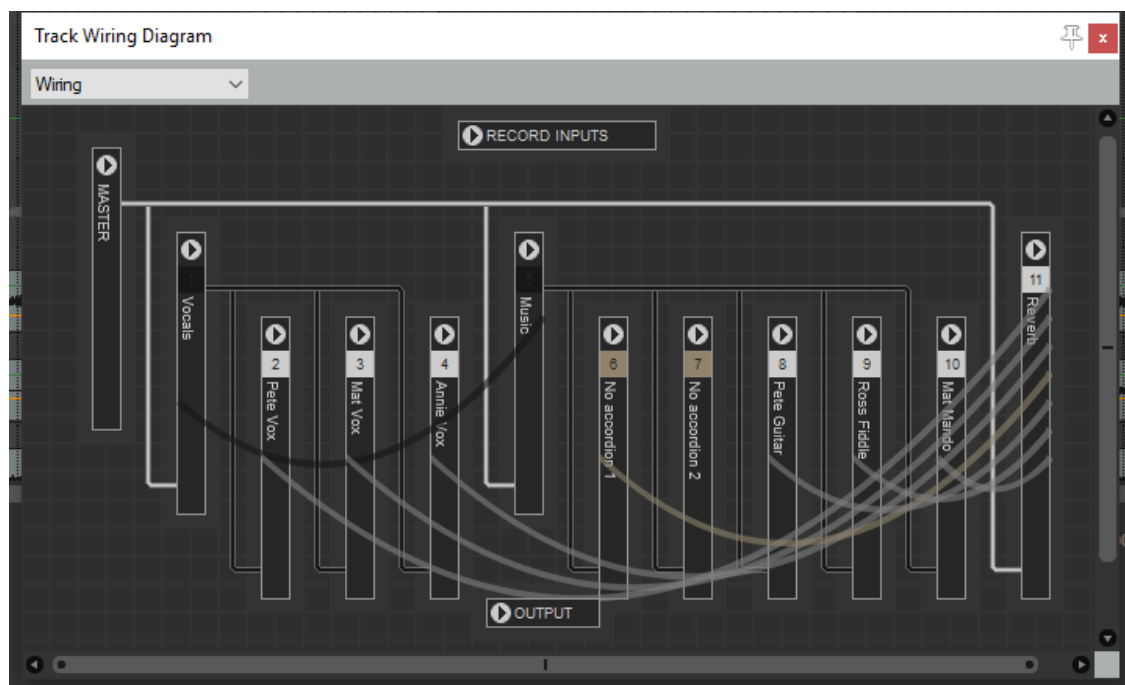 Track Wiring Diagram
x
Wiring
RECORD INPUTS
MASTER
1
Vocals
2
Pete Vox
3
Mat Vox
4
Annie Vox
5
Music
6
No accordion 1
7
No accordion 2
8
Pete Guitar
9
Ross Fiddle
10
Mat Mando
11
Reverb
OUTPUT